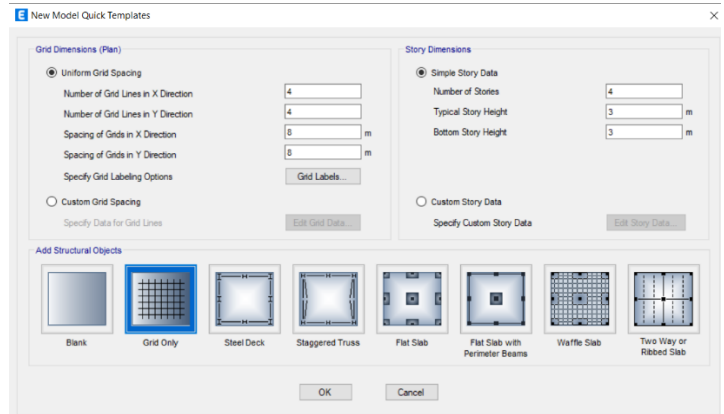 E New Model Quick Templates
Grid Dimensions (Plan)
Uniform Grid Spacing
Number of Grid Lines in X Direction 4
Number of Grid Lines in Y Direction 4
Spacing of Grids in X Direction 8 m
Spacing of Grids in Y Direction 8 m
Specify Grid Labeling Options Grid Labels...
Custom Grid Spacing
Specify Data for Grid Lines Edit Grid Data...
Story Dimensions
Simple Story Data
Number of Stories 4
Typical Story Height 3 m
Bottom Story Height 3 m
Custom Story Data
Specify Custom Story Data Edit Story Data...
Add Structural Objects
Blank
Grid Only
Steel Deck
Staggered Truss
Flat Slab
Flat Slab with
Perimeter Beams
Waffle Slab
Two Way or
Ribbed Slab
OK Cancel